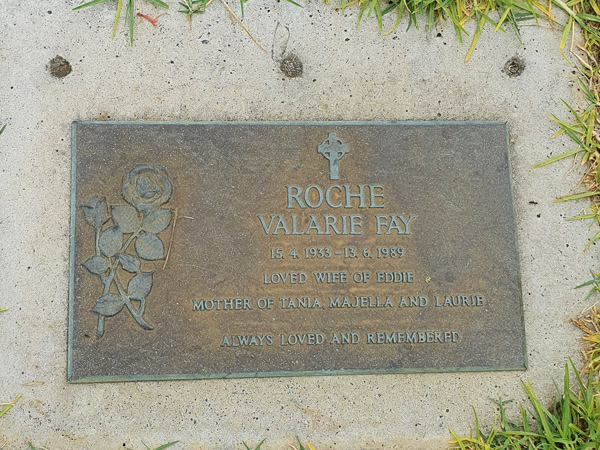 ROCHE
VALARIE FAY
15. 4. 1933 - 13. 6. 1989
LOVED WIFE OF EDDIE
MOTHER OF TANIA, MAJELLA AND LAURIE
ALWAYS LOVED AND REMEMBERED